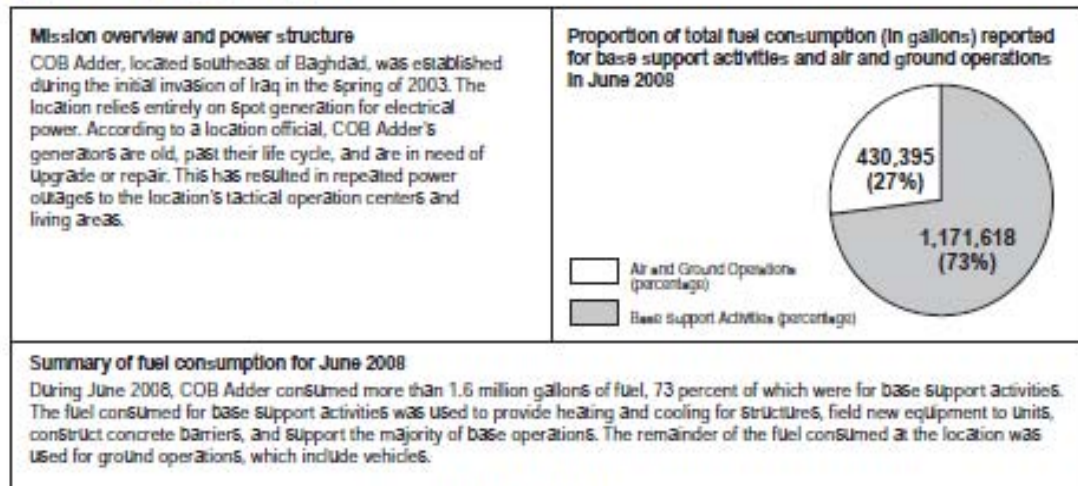 Mission overview and power structure
COB Adder, located southeast of Baghdad, was established
during the initial invasion of Iraq in the spring of 2003. The
location relies entirely on spot generation for electrical
power. According to a location official, COB Adder's
generators are old, past their life cycle, and are in need of
upgrade or repair. This has resulted in repeated power
outages to the location's tactical operation centers and
living areas.
Proportion of total fuel consumption (in gallons) reported
for base support activities and air and ground operations
in June 2008
430,395
(27%)
1,171,618
(73%)
Air and Ground Operations
(percentage)
Base Support Activities (percentage)
Summary of fuel consumption for June 2008
During June 2008, COB Adder consumed more than 1.6 million gallons of fuel, 73 percent of which were for base support activities.
The fuel consumed for base support activities was used to provide heating and cooling for structures, field new equipment to units,
construct concrete barriers, and support the majority of base operations. The remainder of the fuel consumed at the location was
used for ground operations, which include vehicles.